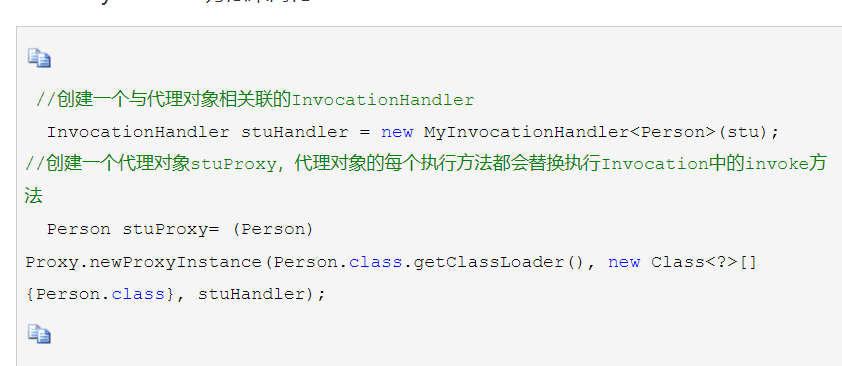 //创建一个与代理对象相关联的InvocationHandler
InvocationHandler stuHandler = new MyInvocationHandler<Person>(stu);
//创建一个代理对象stuProxy，代理对象的每个执行方法都会替换执行Invocation中的invoke方
法
Person stuProxy= (Person)
Proxy.newProxyInstance(Person.class.getClassLoader(), new Class<?>[]
{Person.class}, stuHandler);